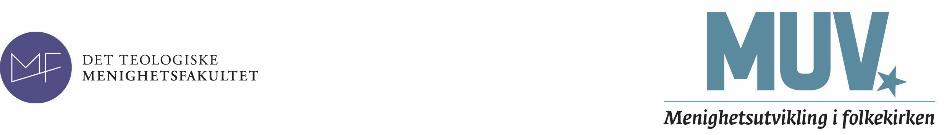 MF
DET TEOLOGISKE
MENIGHETSFAKULTET
MUV
Menighetsutvikling i folkekirken